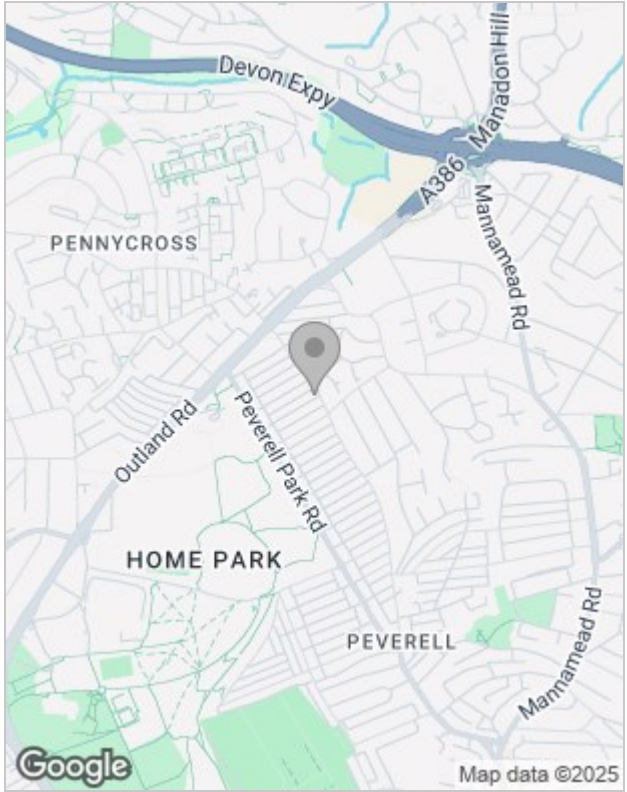 Devon Expy
Manadon Hill
A386
PENNYCROSS
Mannamead Rd
Outland Rd
Peverell Park Rd
HOME PARK
PEVERELL
Mannamead Rd
Google
Map data ©2025